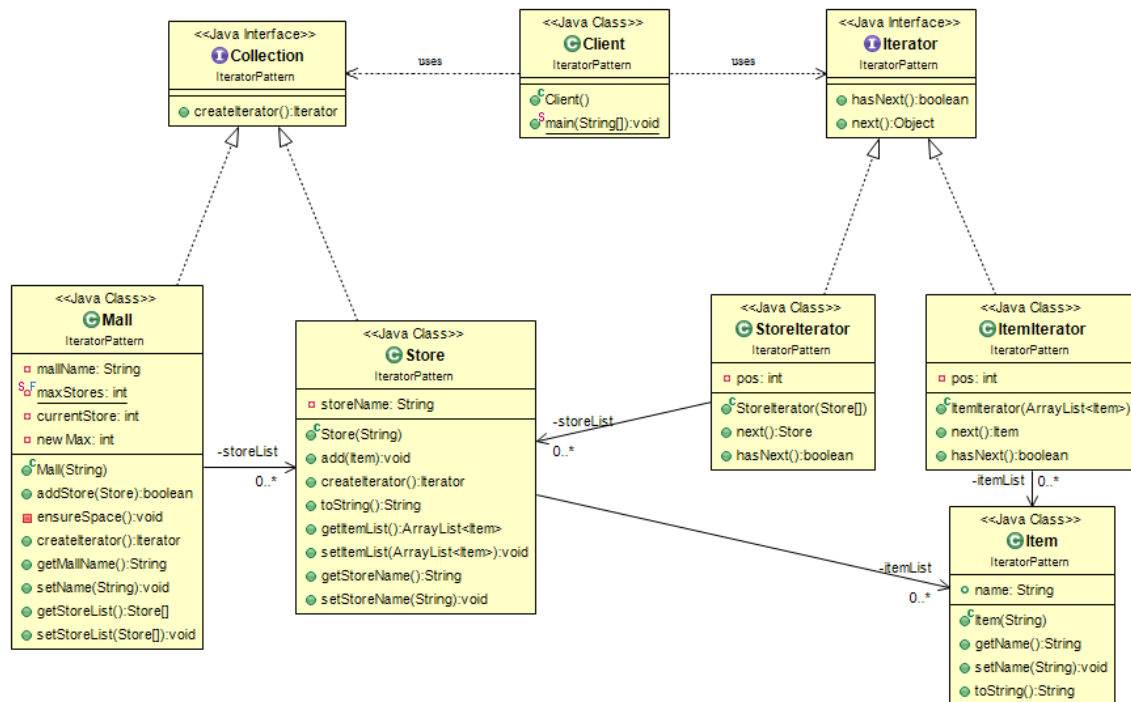 <<Java Interface>>
Collection
IteratorPattern
createIterator():Iterator
uses
<<Java Class>>
Client
IteratorPattern
Client()
main(String[]):void
uses
<<Java Interface>>
Iterator
IteratorPattern
hasNext():boolean
next():Object
<<Java Class>>
Mall
IteratorPattern
mallName: String
maxStores: int
currentStore: int
newMax: int
Mall(String)
addStore(Store):boolean
ensureSpace():void
createIterator():Iterator
getMallName():String
setName(String):void
getStoreList():Store[]
setStoreList(Store[]):void
-storeList
0..*
<<Java Class>>
Store
IteratorPattern
storeName: String
Store(String)
add(Item):void
createIterator():Iterator
toString():String
getItemList():ArrayList<Item>
setItemList(ArrayList<Item>):void
getStoreName():String
setStoreName(String):void
-storeList
0..*
<<Java Class>>
StoreIterator
IteratorPattern
pos: int
StoreIterator(Store[])
next():Store
hasNext():boolean
<<Java Class>>
ItemIterator
IteratorPattern
pos: int
ItemIterator(ArrayList<Item>)
next():Item
hasNext():boolean
-itemList
0..*
-itemList
0..*
<<Java Class>>
Item
IteratorPattern
name: String
Item(String)
getName():String
setName(String):void
toString():String